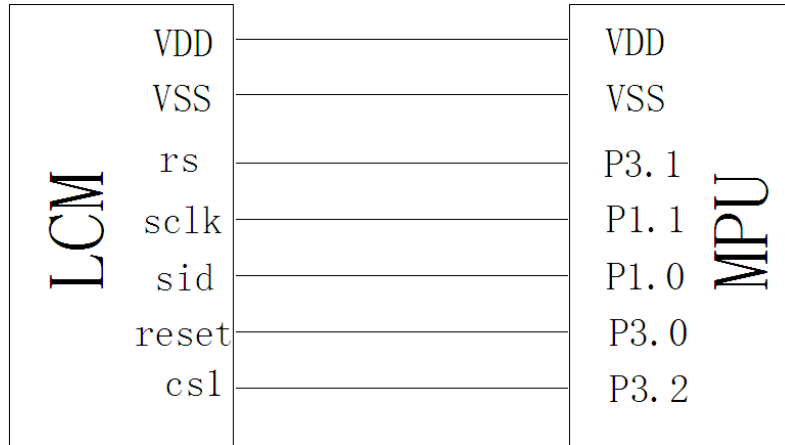 VDD VDD
VSS VSS
rs P3.1
sclk P1.1
sid P1.0
reset P3.0
csl P3.2
LCM
MPU